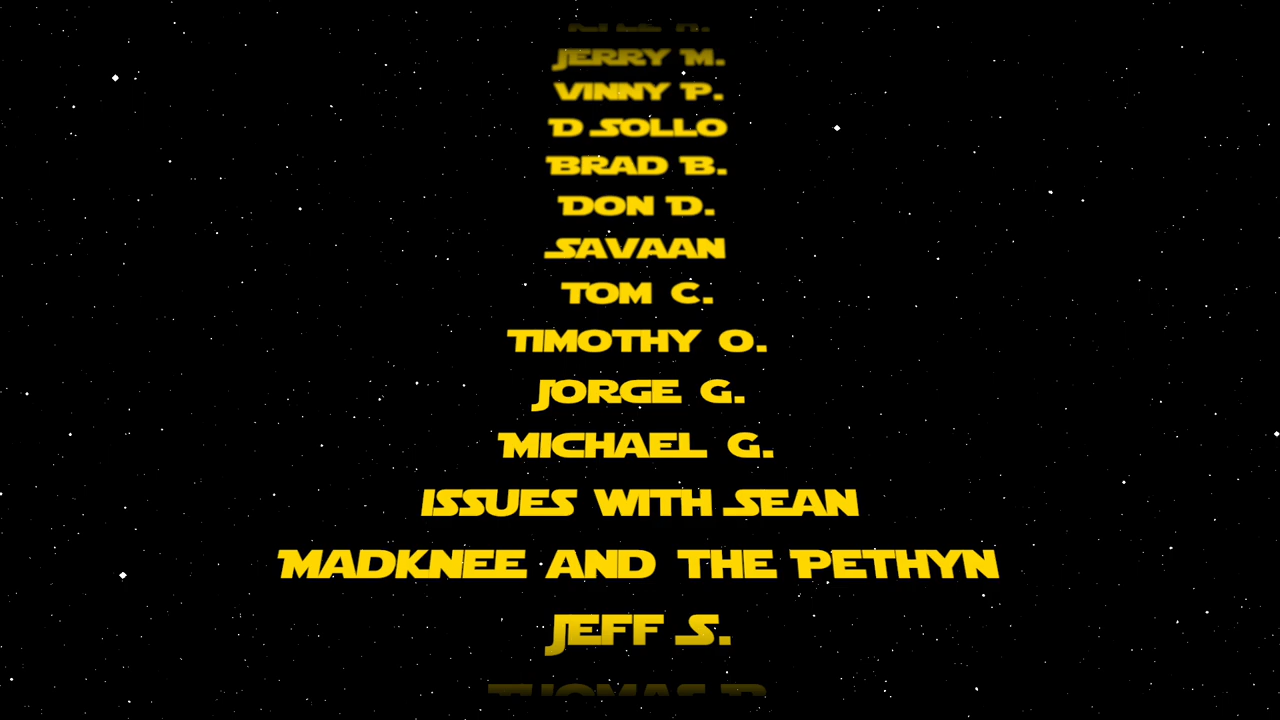 Jerry M.
Vinny P.
D Sollo
Brad B.
Don D.
Savaan
Tom C.
Timothy O.
Jorge G.
Michael G.
Issues with Sean
Madknee and the Pethyn
Jeff S.